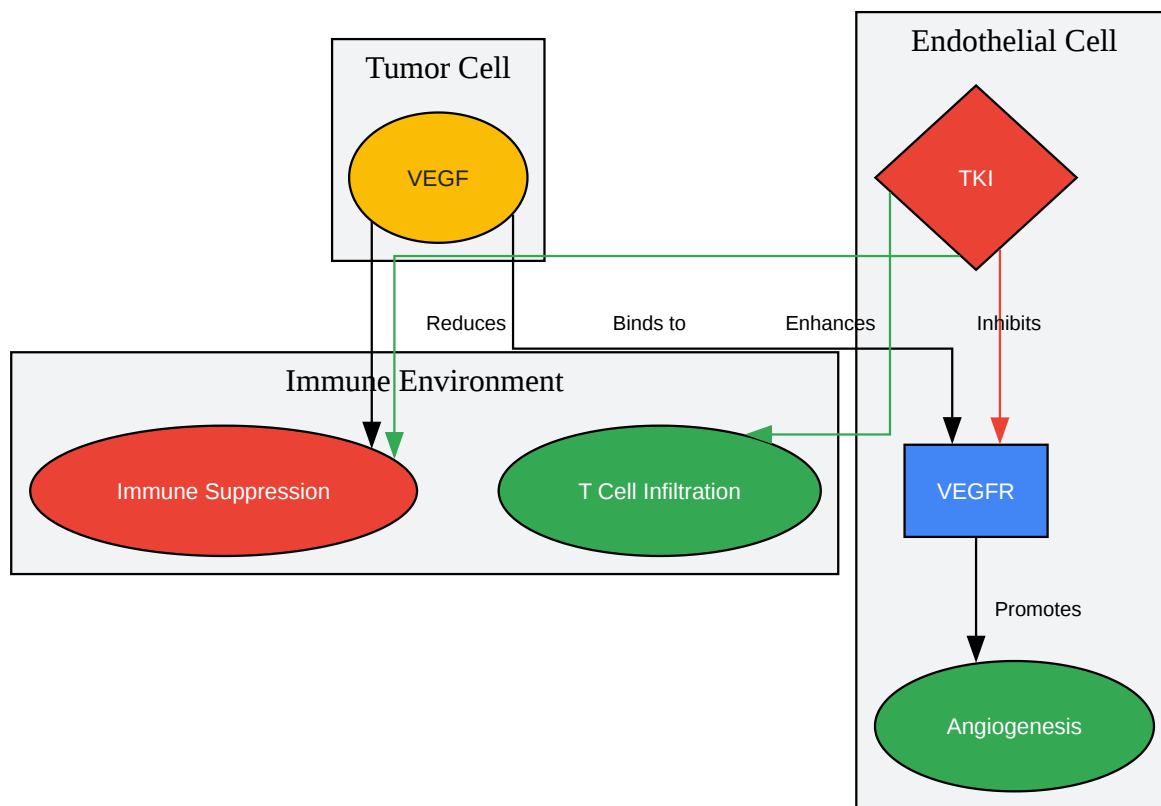 Endothelial Cell
Tumor Cell
VEGF
TKI
Reduces
Binds to
Enhances
Inhibits
Immune Environment
Immune Suppression
T Cell Infiltration
VEGFR
Promotes
Angiogenesis